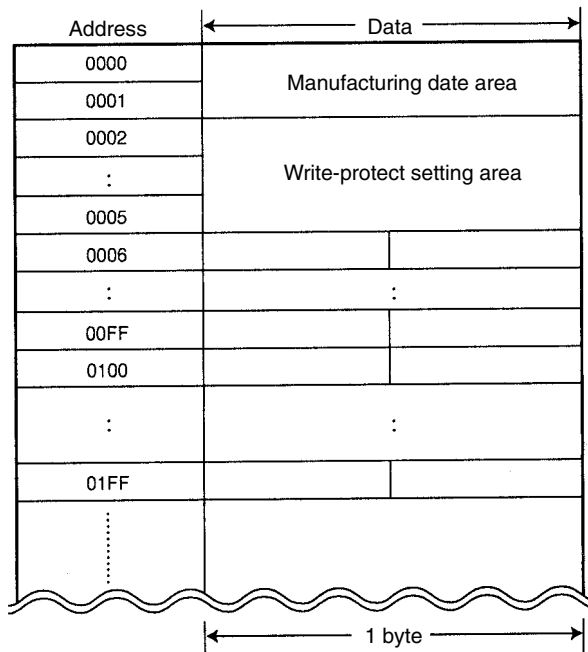 Address Data
0000
Manufacturing date area
0001
0002
: Write-protect setting area
0005
0006
: :
00FF
0100
: :
01FF
1 byte